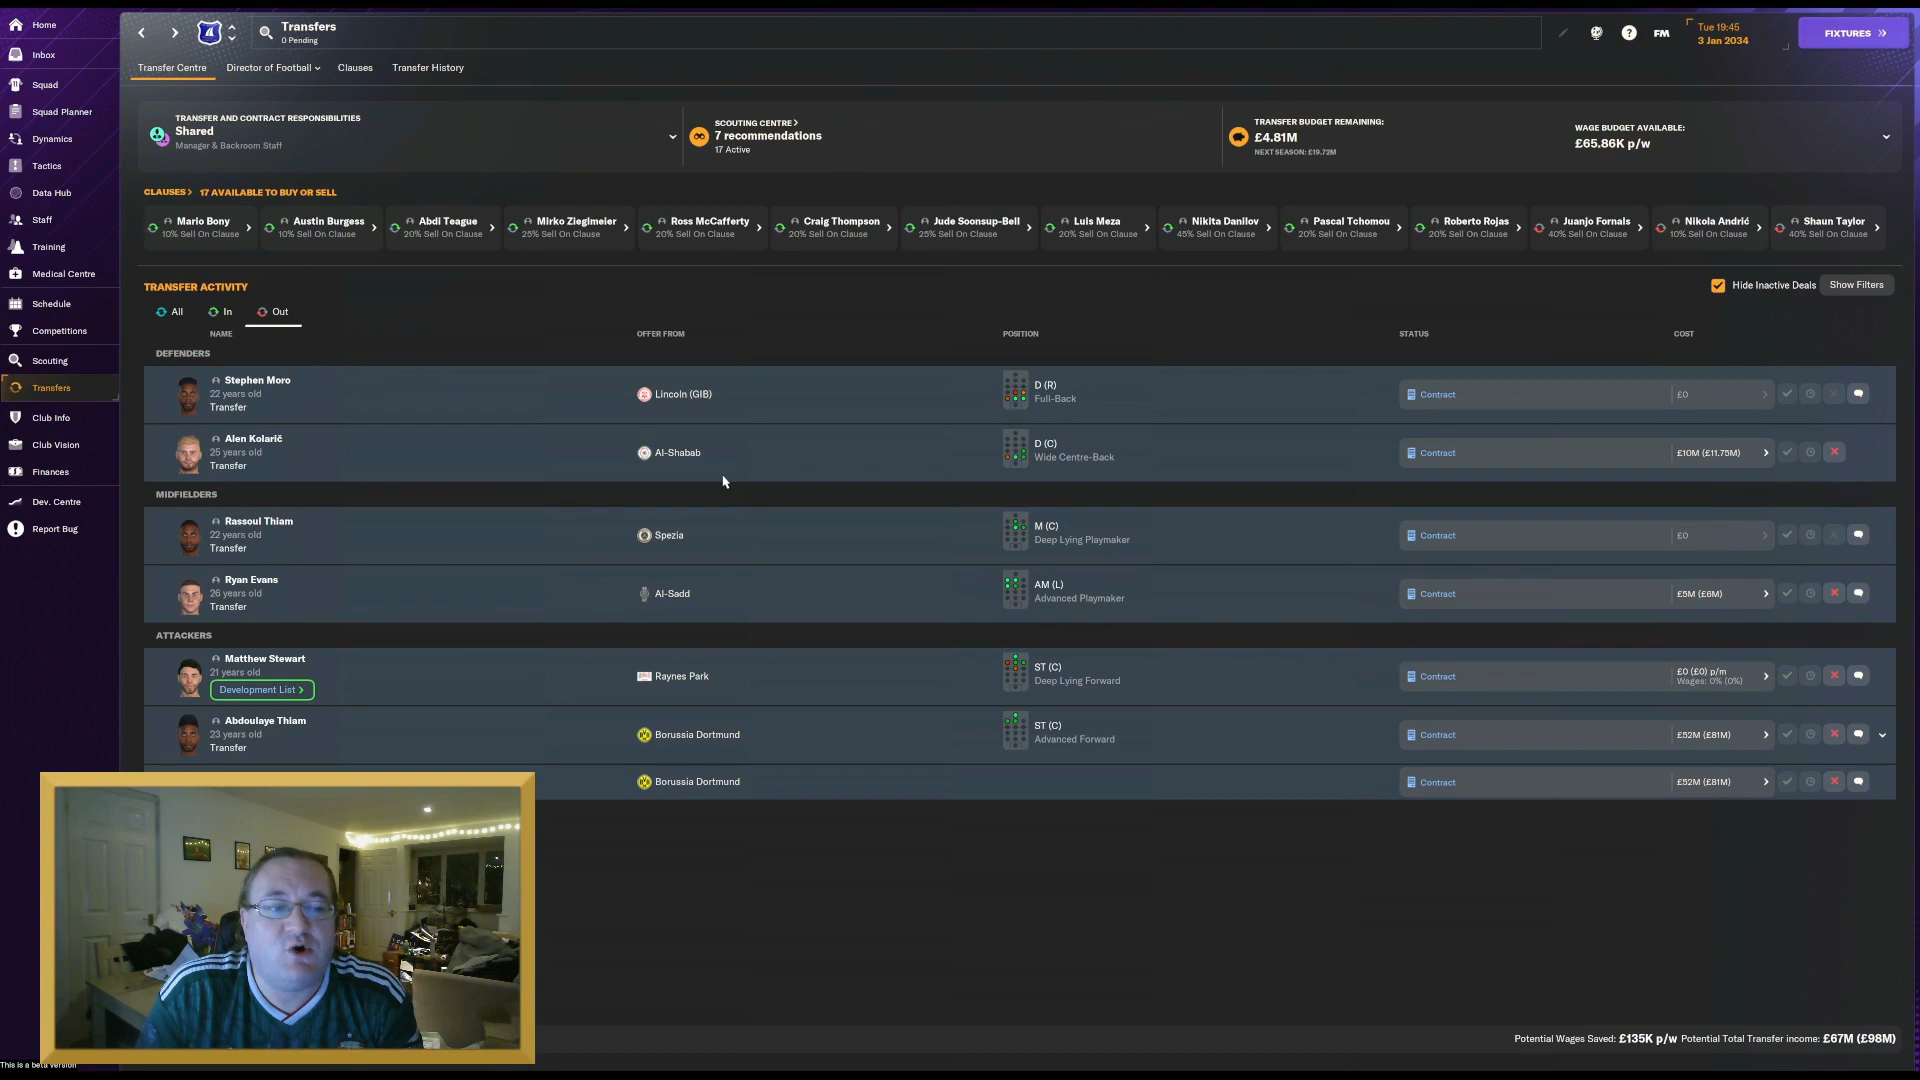 Home
Inbox
Squad
Squad Planner
Dynamics
Tactics
Data Hub
Staff
Training
Medical Centre
Schedule
Competitions
Scouting
Transfers
Club Info
Club Vision
Finances
Dev. Centre
Report Bug
Transfers
0 Pending
FM
Tue 19:45
3 Jan 2034
FIXTURES
Transfer Centre Director of Football Clauses Transfer History
TRANSFER AND CONTRACT RESPONSIBILITIES
Shared
Manager & Backroom Staff
SCOUTING CENTRE >
7 recommendations
17 Active
TRANSFER BUDGET REMAINING:
£4.81M
NEXT SEASON: £19.72M
WAGE BUDGET AVAILABLE:
£65.86K p/w
CLAUSES > 17 AVAILABLE TO BUY OR SELL
Mario Bony
10% Sell On Clause
Austin Burgess
10% Sell On Clause
Abdi Teague
20% Sell On Clause
Mirko Zieglmeier
25% Sell On Clause
Ross McCafferty
20% Sell On Clause
Craig Thompson
20% Sell On Clause
Jude Soonsup-Bell
25% Sell On Clause
Luis Meza
20% Sell On Clause
Nikita Danilov
45% Sell On Clause
Pascal Tchomou
20% Sell On Clause
Roberto Rojas
20% Sell On Clause
Juanjo Fornals
40% Sell On Clause
Nikola Andrić
10% Sell On Clause
Shaun Taylor
40% Sell On Clause
TRANSFER ACTIVITY
Hide Inactive Deals
Show Filters
All In Out
NAME OFFER FROM POSITION STATUS COST
DEFENDERS
Stephen Moro
22 years old
Transfer
Lincoln (GIB)
D (R)
Full-Back
Contract
£0
Alen Kolarič
25 years old
Transfer
Al-Shabab
D (C)
Wide Centre-Back
Contract
£10M (£11.75M)
MIDFIELDERS
Rassoul Thiam
22 years old
Transfer
Spezia
M (C)
Deep Lying Playmaker
Contract
£0
Ryan Evans
26 years old
Transfer
Al-Sadd
AM (L)
Advanced Playmaker
Contract
£5M (£6M)
ATTACKERS
Matthew Stewart
21 years old
Development List >
Raynes Park
ST (C)
Deep Lying Forward
Contract
£0 (£0) p/m
Wages: 0% (0%)
Abdoulaye Thiam
23 years old
Transfer
Borussia Dortmund
ST (C)
Advanced Forward
Contract
£52M (£81M)
Borussia Dortmund
Contract
£52M (£81M)
Potential Wages Saved: £135K p/w Potential Total Transfer income: £67M (£98M)
This is a beta version